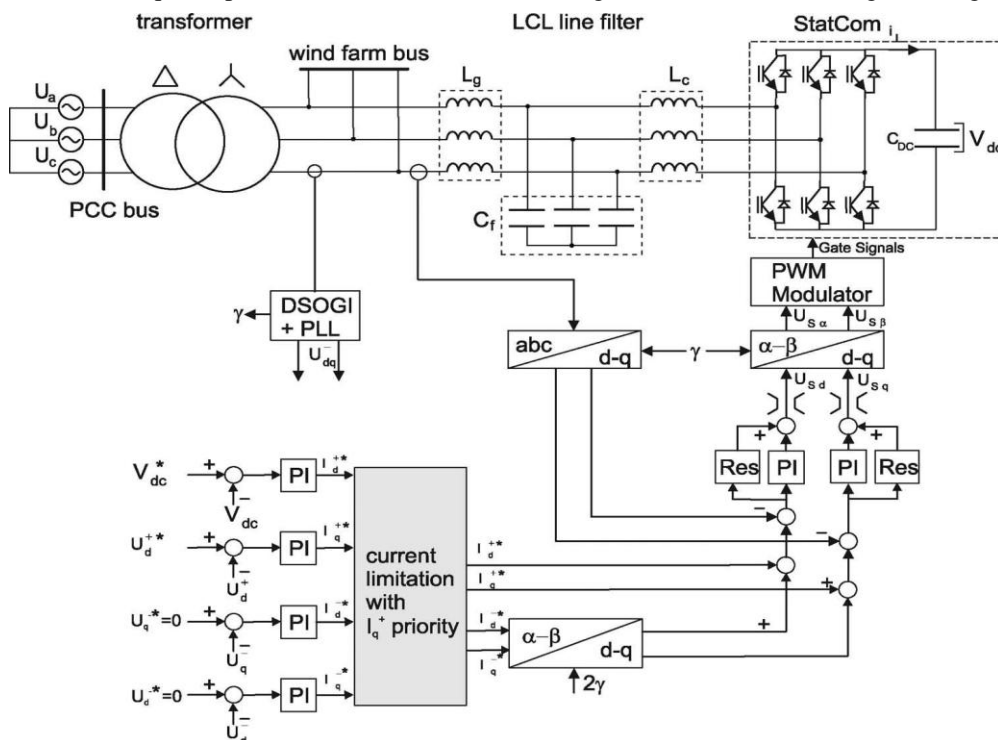 transformer
LCL line filter
StatCom
i_l
wind farm bus
L_g
L_c
U_a
U_b
U_c
C_DC
V_dc
PCC bus
C_f
Gate Signals
PWM
Modulator
DSOGI
+ PLL
γ
U_dq^-
U_Sα
U_Sβ
abc
d-q
γ
α-β
d-q
U_Sd
U_Sq
+
+
Res
PI
PI
Res
V_dc^*
+
−
V_dc
PI
I_d^+*
−
−
U_d^+*
+
−
U_d^+
PI
I_q^+*
current
limitation
with
I_q^+ priority
I_d^+*
I_q^+*
+
U_q^-*=0
+
−
U_q^-
PI
I_d^-*
I_d^-*
I_q^-*
α-β
d-q
+
2γ
U_d^-*=0
+
−
U_d^-
PI
I_q^-*